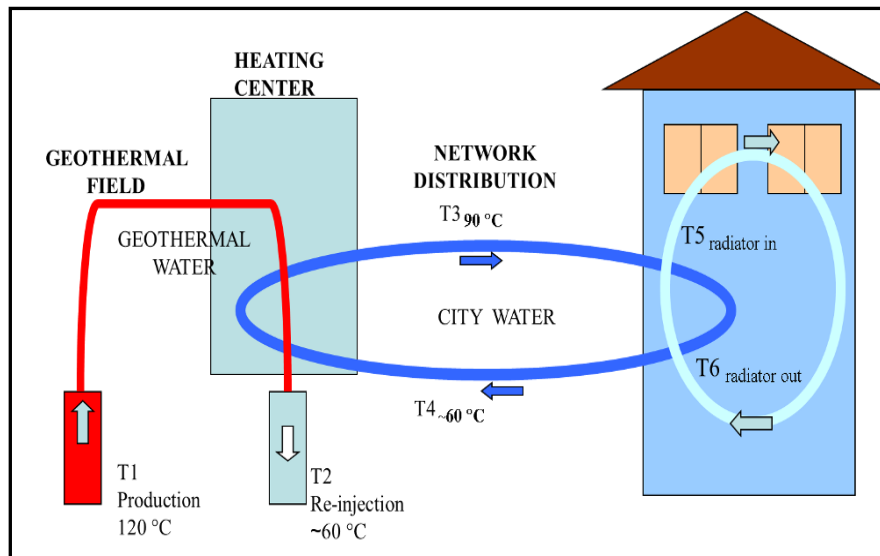 HEATING
CENTER
GEOTHERMAL
FIELD
NETWORK
DISTRIBUTION
T3 90 °C
GEOTHERMAL
WATER
T5 radiator in
CITY WATER
T6 radiator out
T4 ~60 °C
T1
Production
120 °C
T2
Re-injection
~60 °C